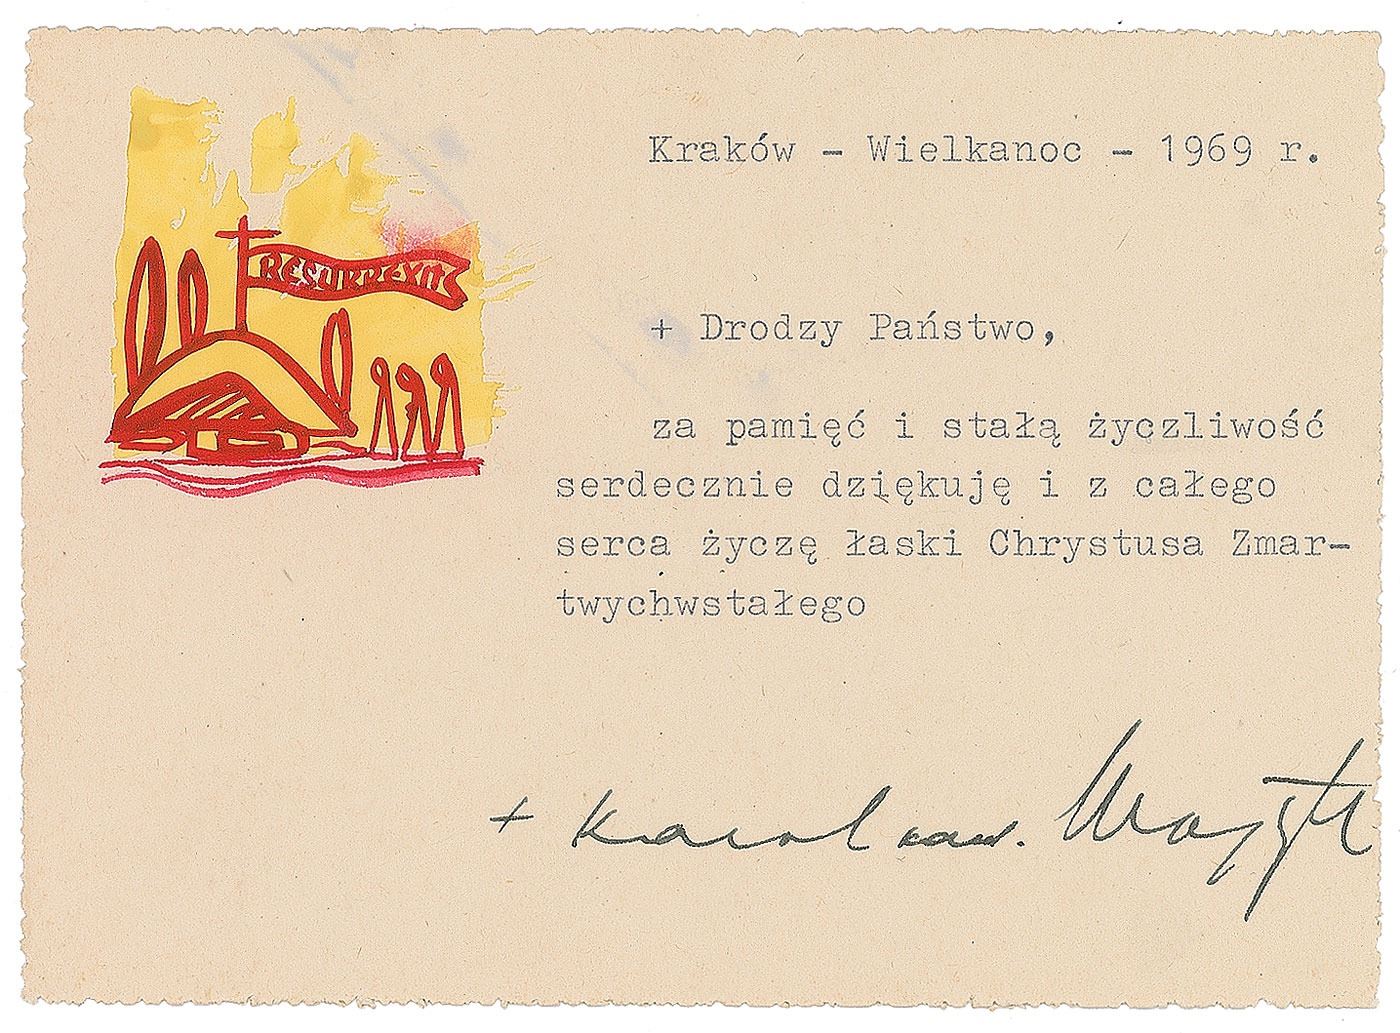 Kraków - Wielkanoc - 1969 r.
RESURREXIT
+ Drodzy Państwo,
za pamięć i stałą życzliwość
serdecznie dziękuję i z całego
serca życzę łaski Chrystusa Zmar-
twychwstałego
+ Karol kard. Wojtyła